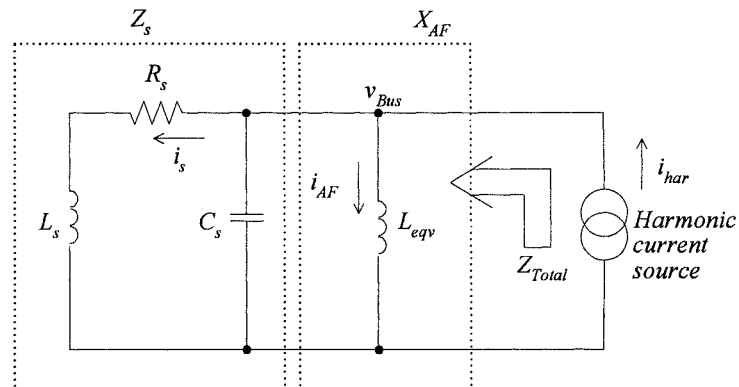 Z_s
X_AF
R_s
v_Bus
i_s
i_AF
i_har
L_s
C_s
L_eqv
Z_Total
Harmonic
current
source